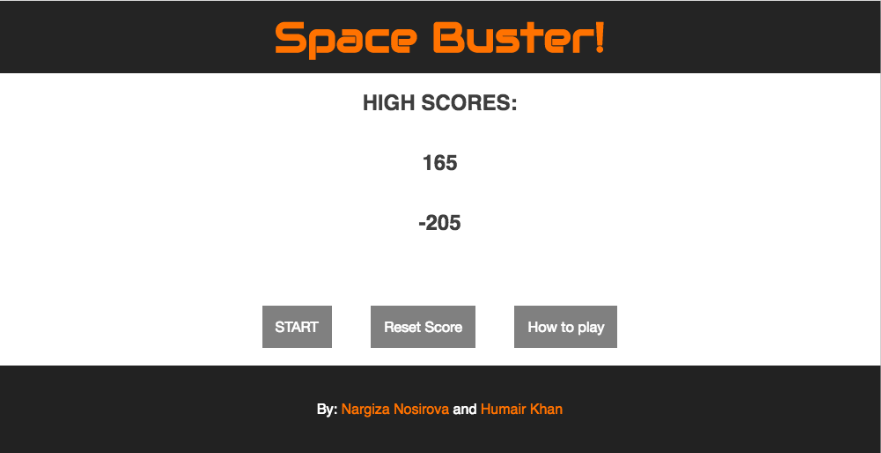 Space Buster!
HIGH SCORES:
165
-205
START Reset Score How to play
By: Nargiza Nosirova and Humair Khan